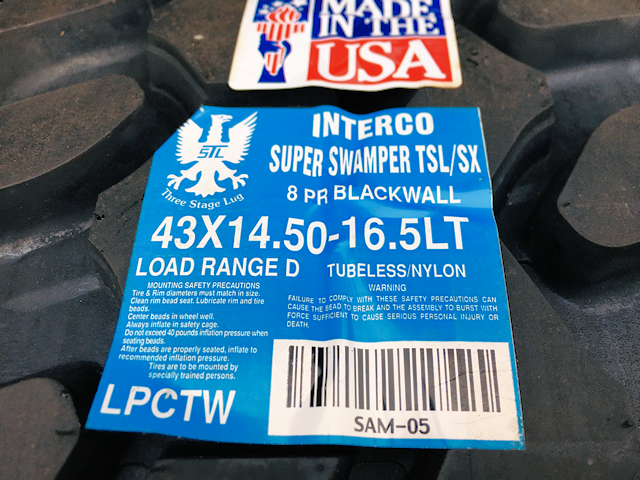 MADE
IN THE
USA
INTERCO
SUPER SWAMPER TSL/SX
8 PR BLACKWALL
STL
Three Stage Lug
43X14.50-16.5LT
LOAD RANGE D TUBELESS/NYLON
MOUNTING SAFETY PRECAUTIONS
Tire & Rim diameters must match in size.
Clean rim bead seat. Lubricate rim and tire
beads.
Center beads in wheel well.
Always inflate in safety cage.
Do not exceed 40 pounds inflation pressure when
seating beads.
After beads are properly seated, inflate to
recommended inflation pressure.
Tires are to be mounted by
specially trained persons.
WARNING
FAILURE TO COMPLY WITH THESE SAFETY PRECAUTIONS CAN
CAUSE THE BEAD TO BREAK AND THE ASSEMBLY TO BURST WITH
FORCE SUFFICIENT TO CAUSE SERIOUS PERSONAL INJURY OR
DEATH.
LPCTW
SAM-05